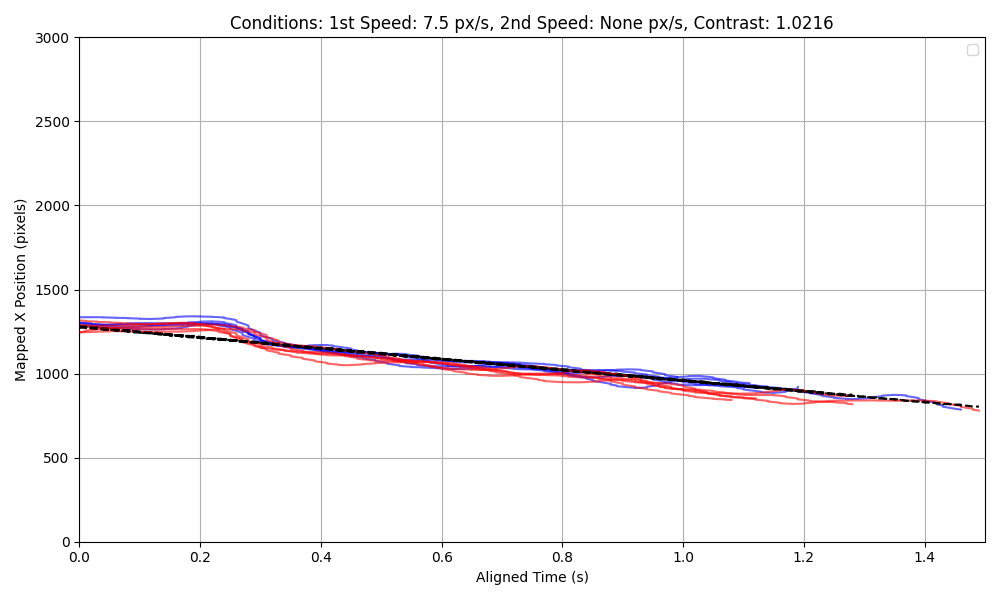 Conditions: 1st Speed: 7.5 px/s, 2nd Speed: None px/s, Contrast: 1.0216
3000
2500
2000
1500
1000
500
0
Mapped X Position (pixels)
0.0 0.2 0.4 0.6 0.8 1.0 1.2 1.4
Aligned Time (s)